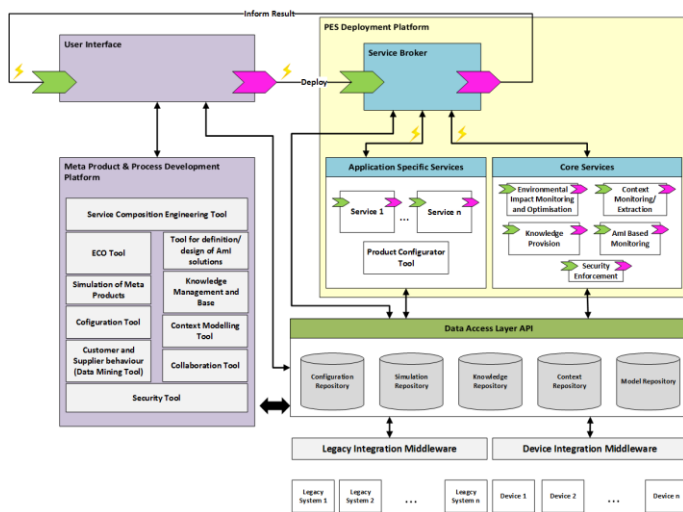 Inform Result
User Interface
Deploy
PES Deployment Platform
Service Broker
Meta Product & Process Development
Platform
Service Composition Engineering Tool
ECO Tool
Tool for definition/
design of AmI
solutions
Simulation of Meta
Products
Knowledge
Management and
Base
Cofiguration Tool
Context Modelling
Tool
Customer and
Supplier behaviour
(Data Mining Tool)
Collaboration Tool
Security Tool
Application Specific Services
Service 1
...
Service n
Product Configurator
Tool
Core Services
Environmental
Impact Monitoring
and Optimisation
Context
Monitoring/
Extraction
Knowledge
Provision
AmI Based
Monitoring
Security
Enforcement
Data Access Layer API
Configuration
Repository
Simulation
Repository
Knowledge
Repository
Context
Repository
Model Repository
Legacy Integration Middleware
Device Integration Middleware
Legacy
System 1
Legacy
System 2
...
Leagcy
System n
Device 1
Device 2
...
Device n